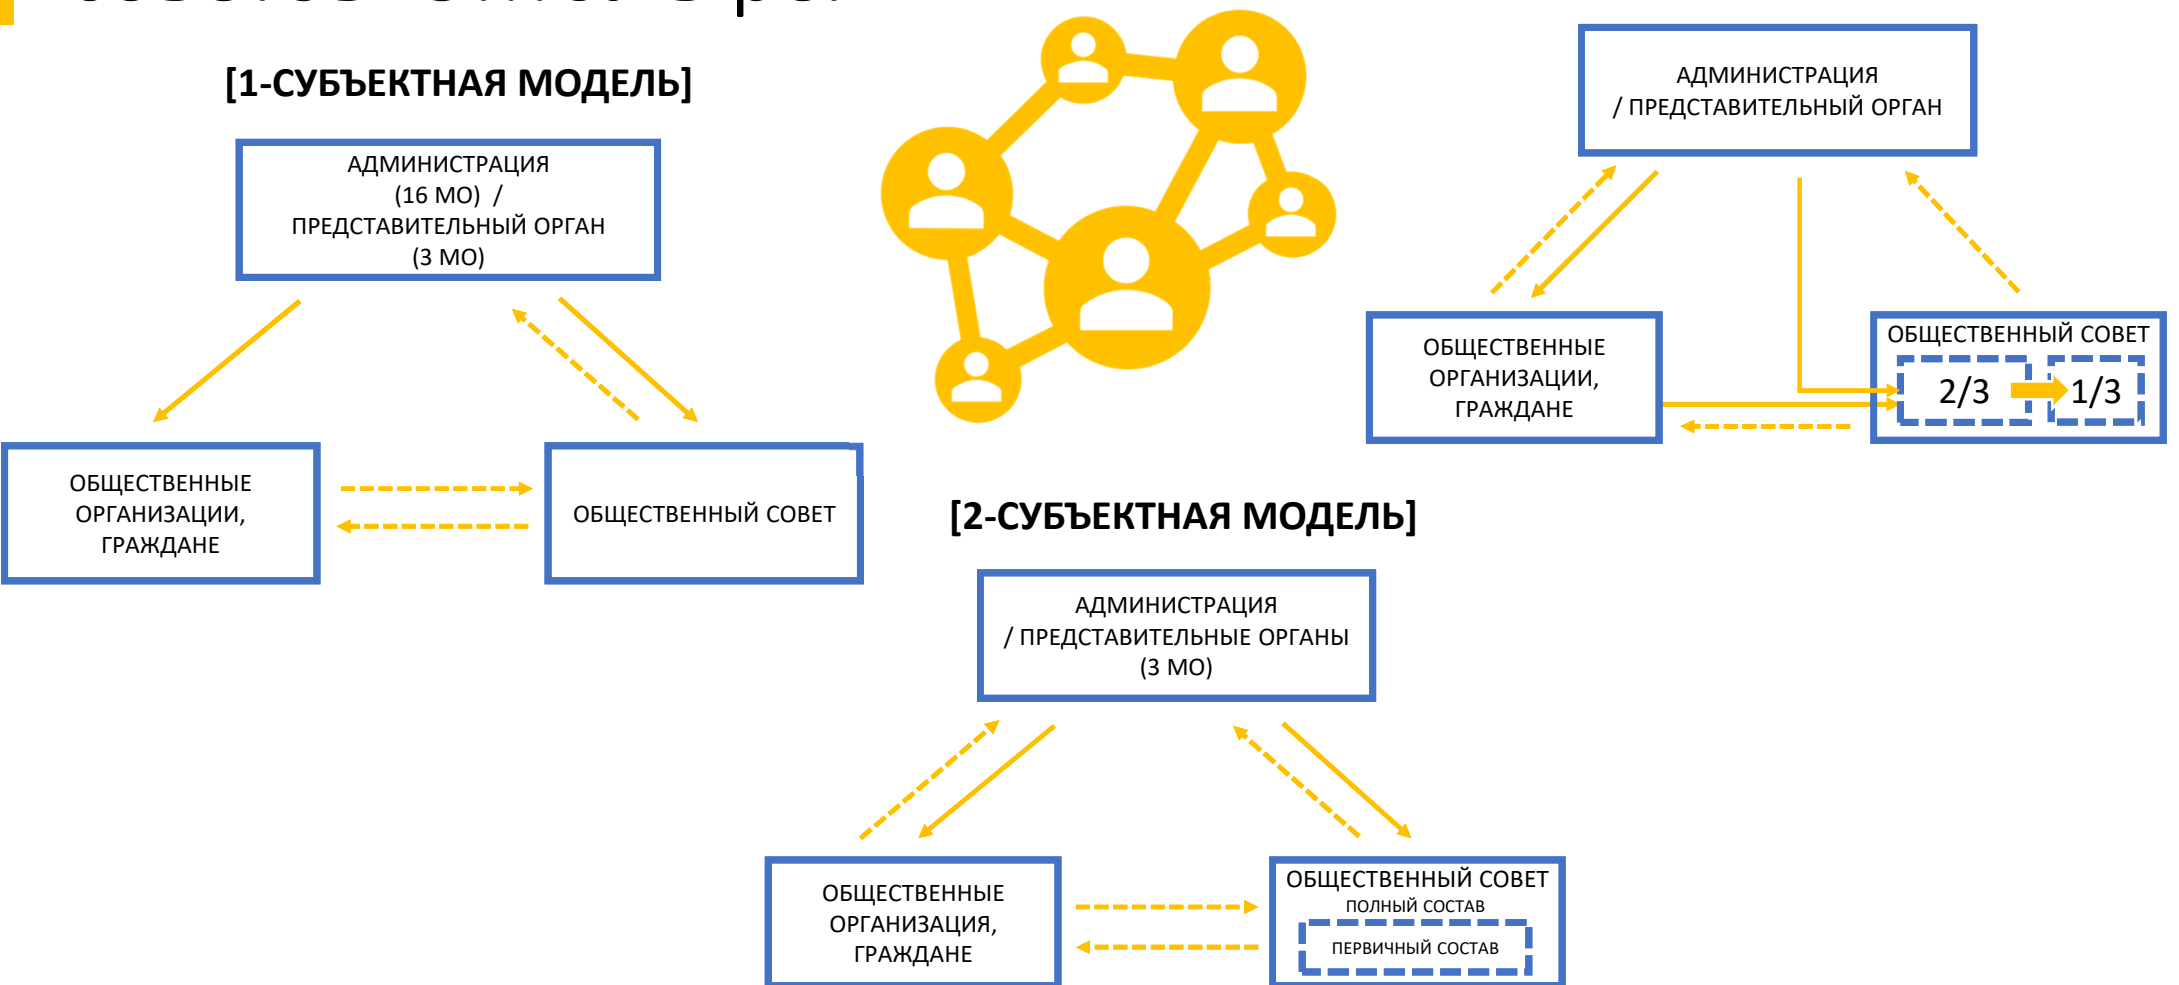 [1-СУБЪЕКТНАЯ МОДЕЛЬ]
АДМИНИСТРАЦИЯ
(16 МО) /
ПРЕДСТАВИТЕЛЬНЫЙ ОРГАН
(3 МО)
ОБЩЕСТВЕННЫЕ
ОРГАНИЗАЦИИ,
ГРАЖДАНЕ
ОБЩЕСТВЕННЫЙ СОВЕТ
АДМИНИСТРАЦИЯ
/ ПРЕДСТАВИТЕЛЬНЫЙ ОРГАН
ОБЩЕСТВЕННЫЕ
ОРГАНИЗАЦИИ,
ГРАЖДАНЕ
ОБЩЕСТВЕННЫЙ СОВЕТ
2/3 1/3
[2-СУБЪЕКТНАЯ МОДЕЛЬ]
АДМИНИСТРАЦИЯ
/ ПРЕДСТАВИТЕЛЬНЫЕ ОРГАНЫ
(3 МО)
ОБЩЕСТВЕННЫЕ
ОРГАНИЗАЦИЯ,
ГРАЖДАНЕ
ОБЩЕСТВЕННЫЙ СОВЕТ
ПОЛНЫЙ СОСТАВ
ПЕРВИЧНЫЙ СОСТАВ